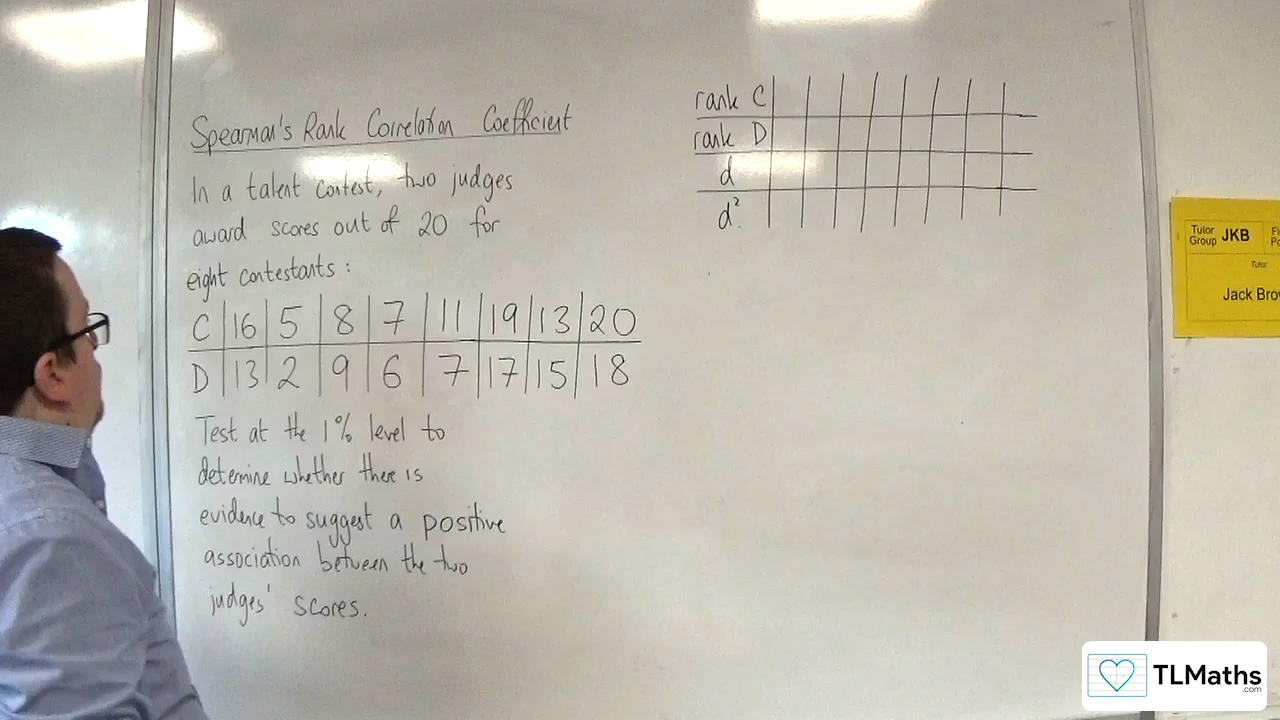 Spearman's Rank Correlation Coefficient
In a talent contest, two judges
award scores out of 20 for
eight contestants :
C 16 5 8 7 11 19 13 20
D 13 2 9 6 7 17 15 18
Test at the 1% level to
determine whether there is
evidence to suggest a positive
association between the two
judges' scores.
rank C
rank D
d
d²
Tutor Group JKB
Tutor
Jack
TLMaths
.com